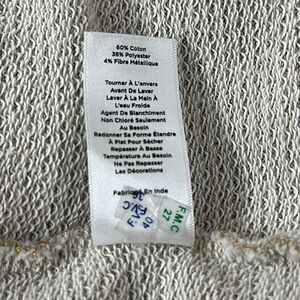 60% Coton
36% Polyester
4% Fibre Métallique
Tourner À L'envers
Avant De Laver
Laver À La Main À
L'eau Froide
Agent De Blanchiment
Non Chloré Seulement
Au Besoin
Redonner Sa Forme Étendre
À Plat Pour Sécher
Repasser À Basse
Température Au Besoin
Ne Pas Repasser
Les Décorations
Fabriqué En Inde
F.M.C
27
40